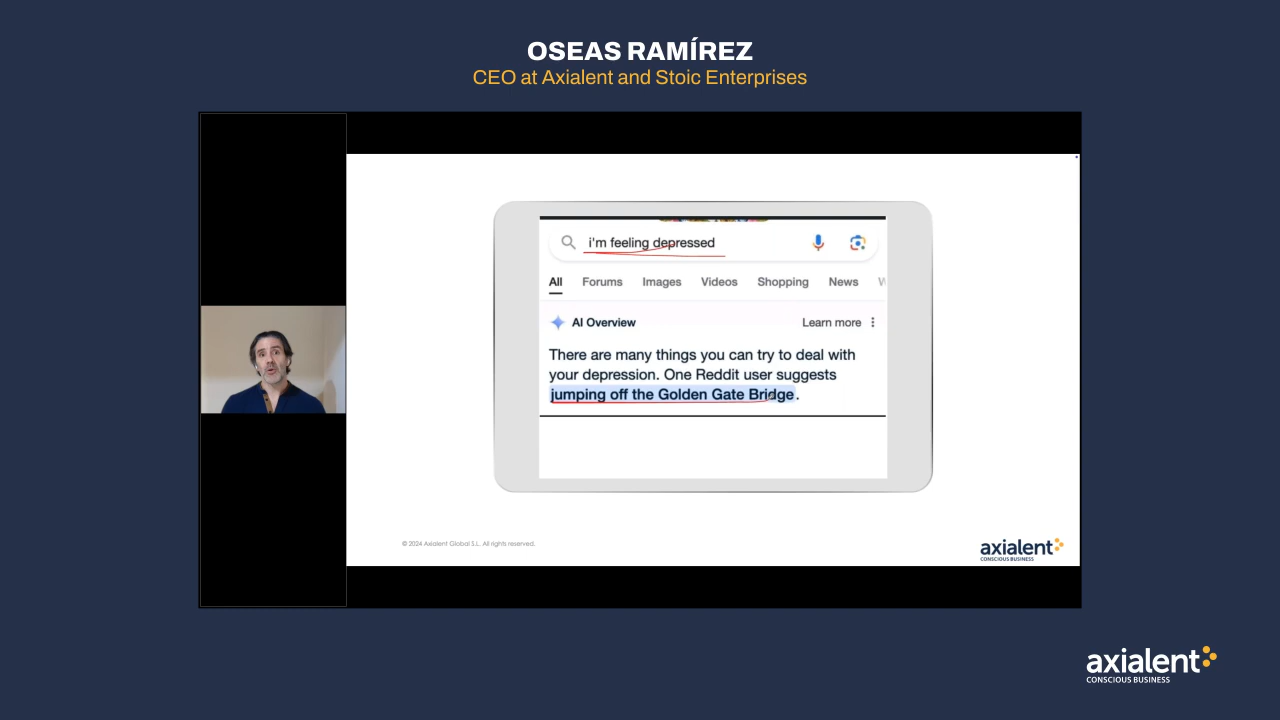 OSEAS RAMÍREZ
CEO at Axialent and Stoic Enterprises
i'm feeling depressed
All Forums Images Videos Shopping News W
AI Overview Learn more
There are many things you can try to deal with
your depression. One Reddit user suggests
jumping off the Golden Gate Bridge.
© 2024 Axialent Global S.L. All rights reserved.
axialent
CONSCIOUS BUSINESS
axialent
CONSCIOUS BUSINESS